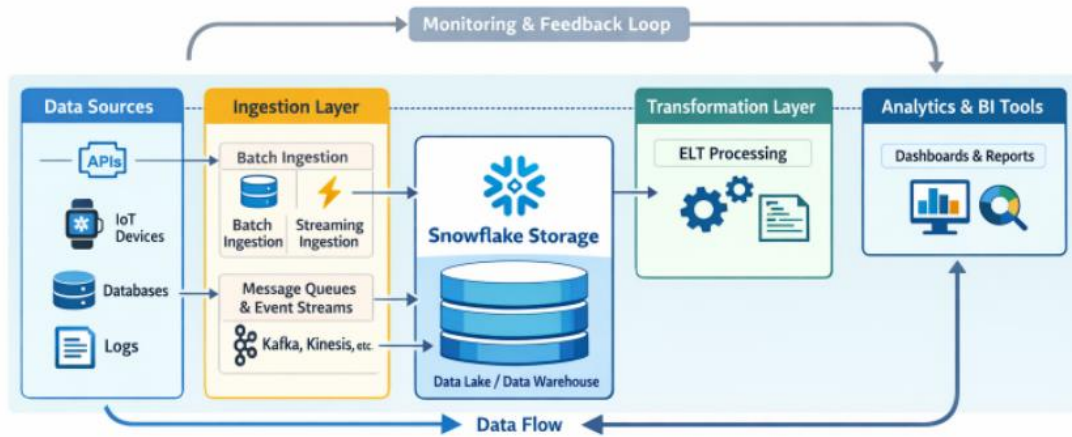 Monitoring & Feedback Loop
Data Sources
APIs
IoT
Devices
Databases
Logs
Ingestion Layer
Batch Ingestion
Batch
Ingestion
Streaming
Ingestion
Message Queues
& Event Streams
Kafka, Kinesis, etc.
Snowflake Storage
Data Lake / Data Warehouse
Transformation Layer
ELT Processing
Analytics & BI Tools
Dashboards & Reports
Data Flow